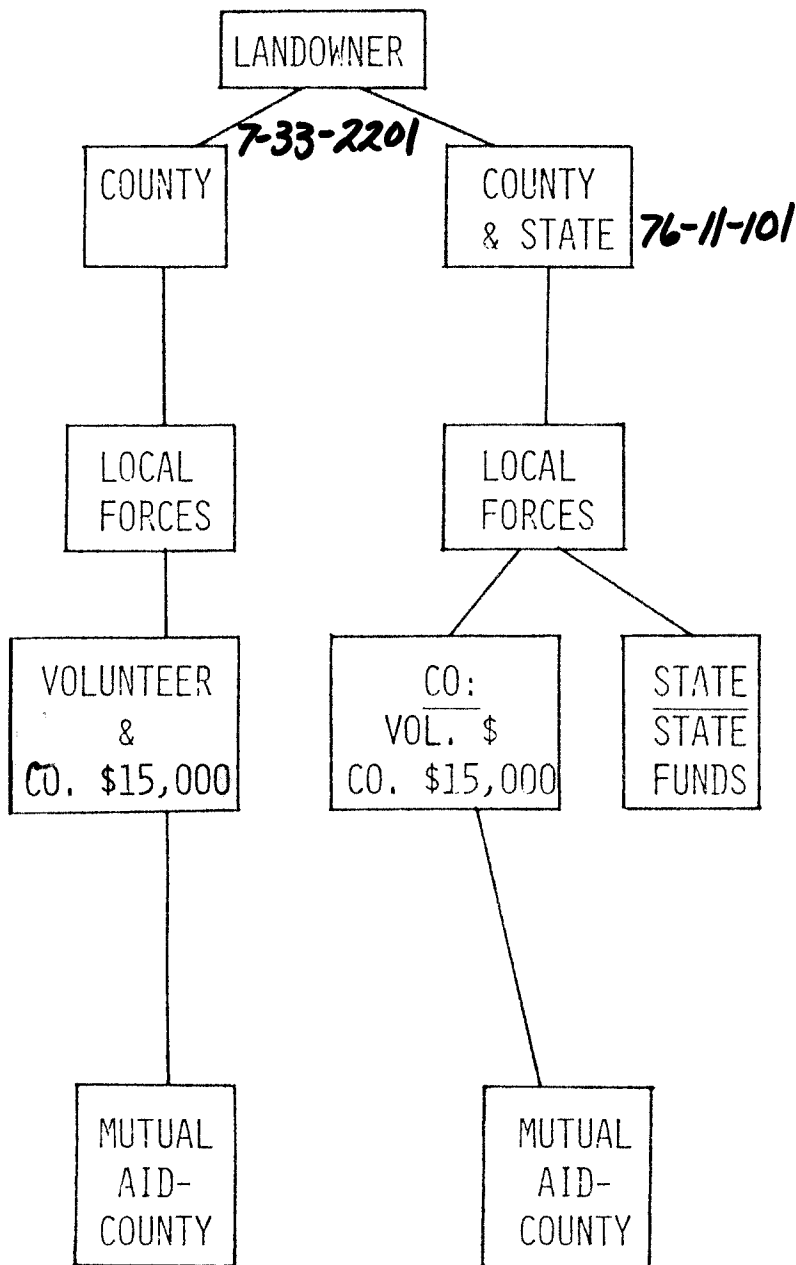 LANDOWNER
7-33-2201
COUNTY
COUNTY
& STATE
76-11-101
LOCAL
FORCES
LOCAL
FORCES
VOLUNTEER
&
CO. $15,000
CO:
VOL. $
CO. $15,000
STATE
STATE
FUNDS
MUTUAL
AID-
COUNTY
MUTUAL
AID-
COUNTY